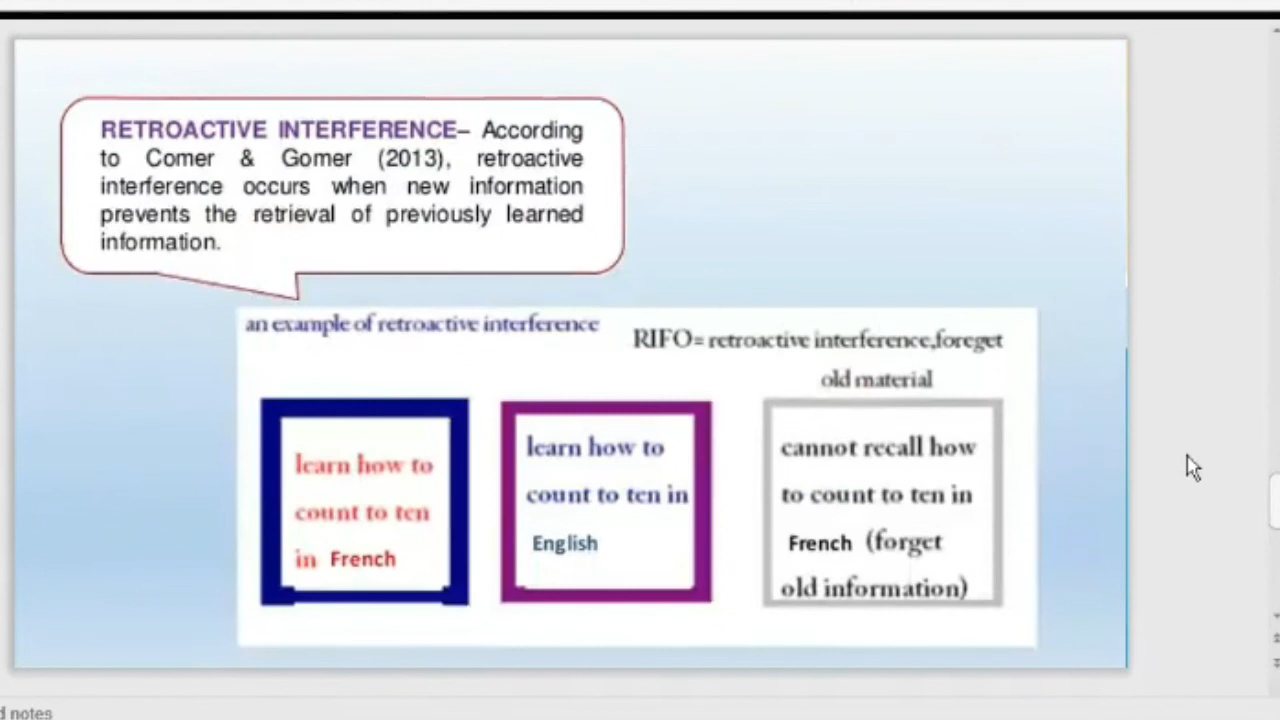 RETROACTIVE INTERFERENCE– According
to Comer & Gomer (2013), retroactive
interference occurs when new information
prevents the retrieval of previously learned
information.
an example of retroactive interference
RIFO= retroactive interference,foreget
old material
learn how to
count to ten
in French
learn how to
count to ten in
English
cannot recall how
to count to ten in
French (forget
old information)
d notes